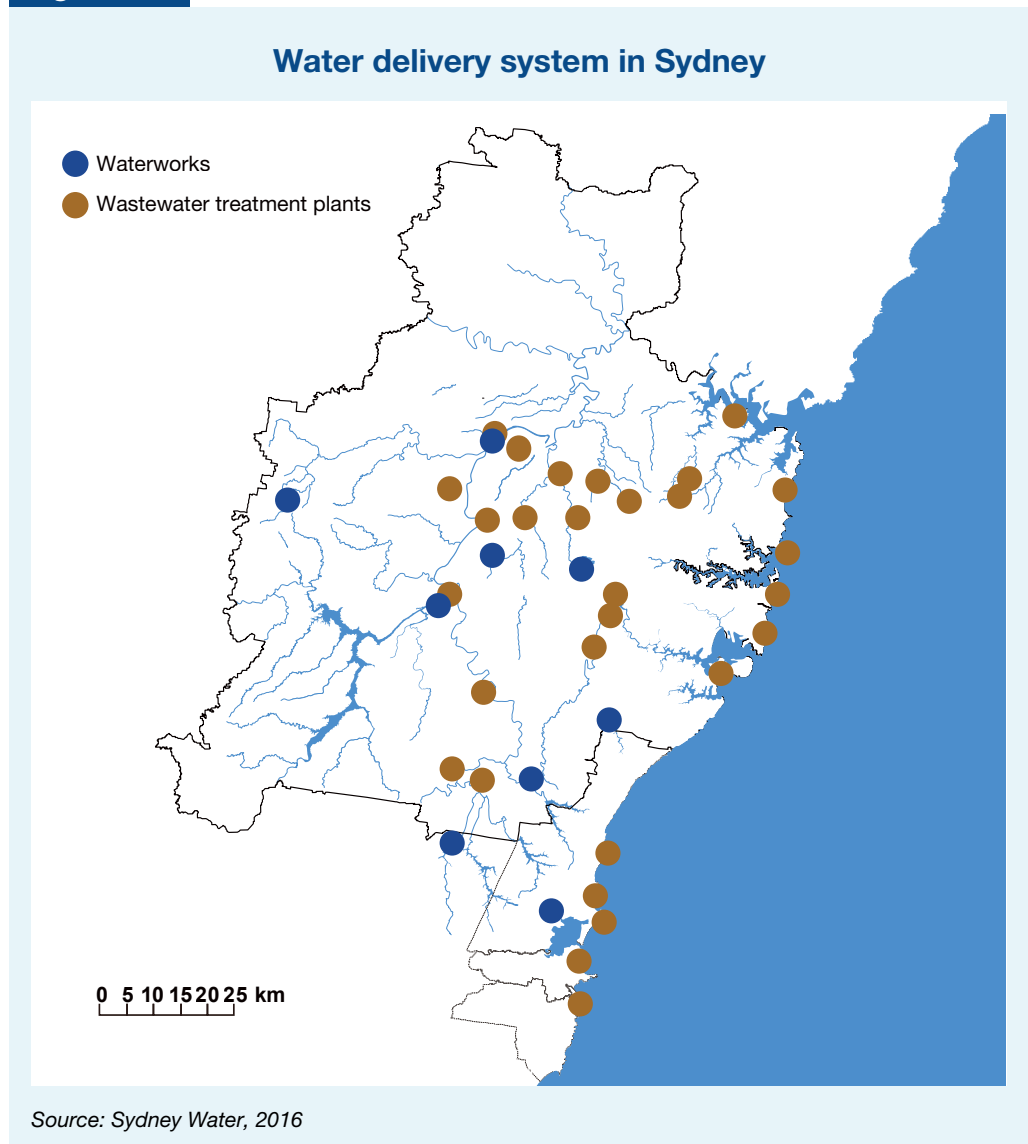 Water delivery system in Sydney
Waterworks
Wastewater treatment plants
0 5 10 15 20 25 km
Source: Sydney Water, 2016